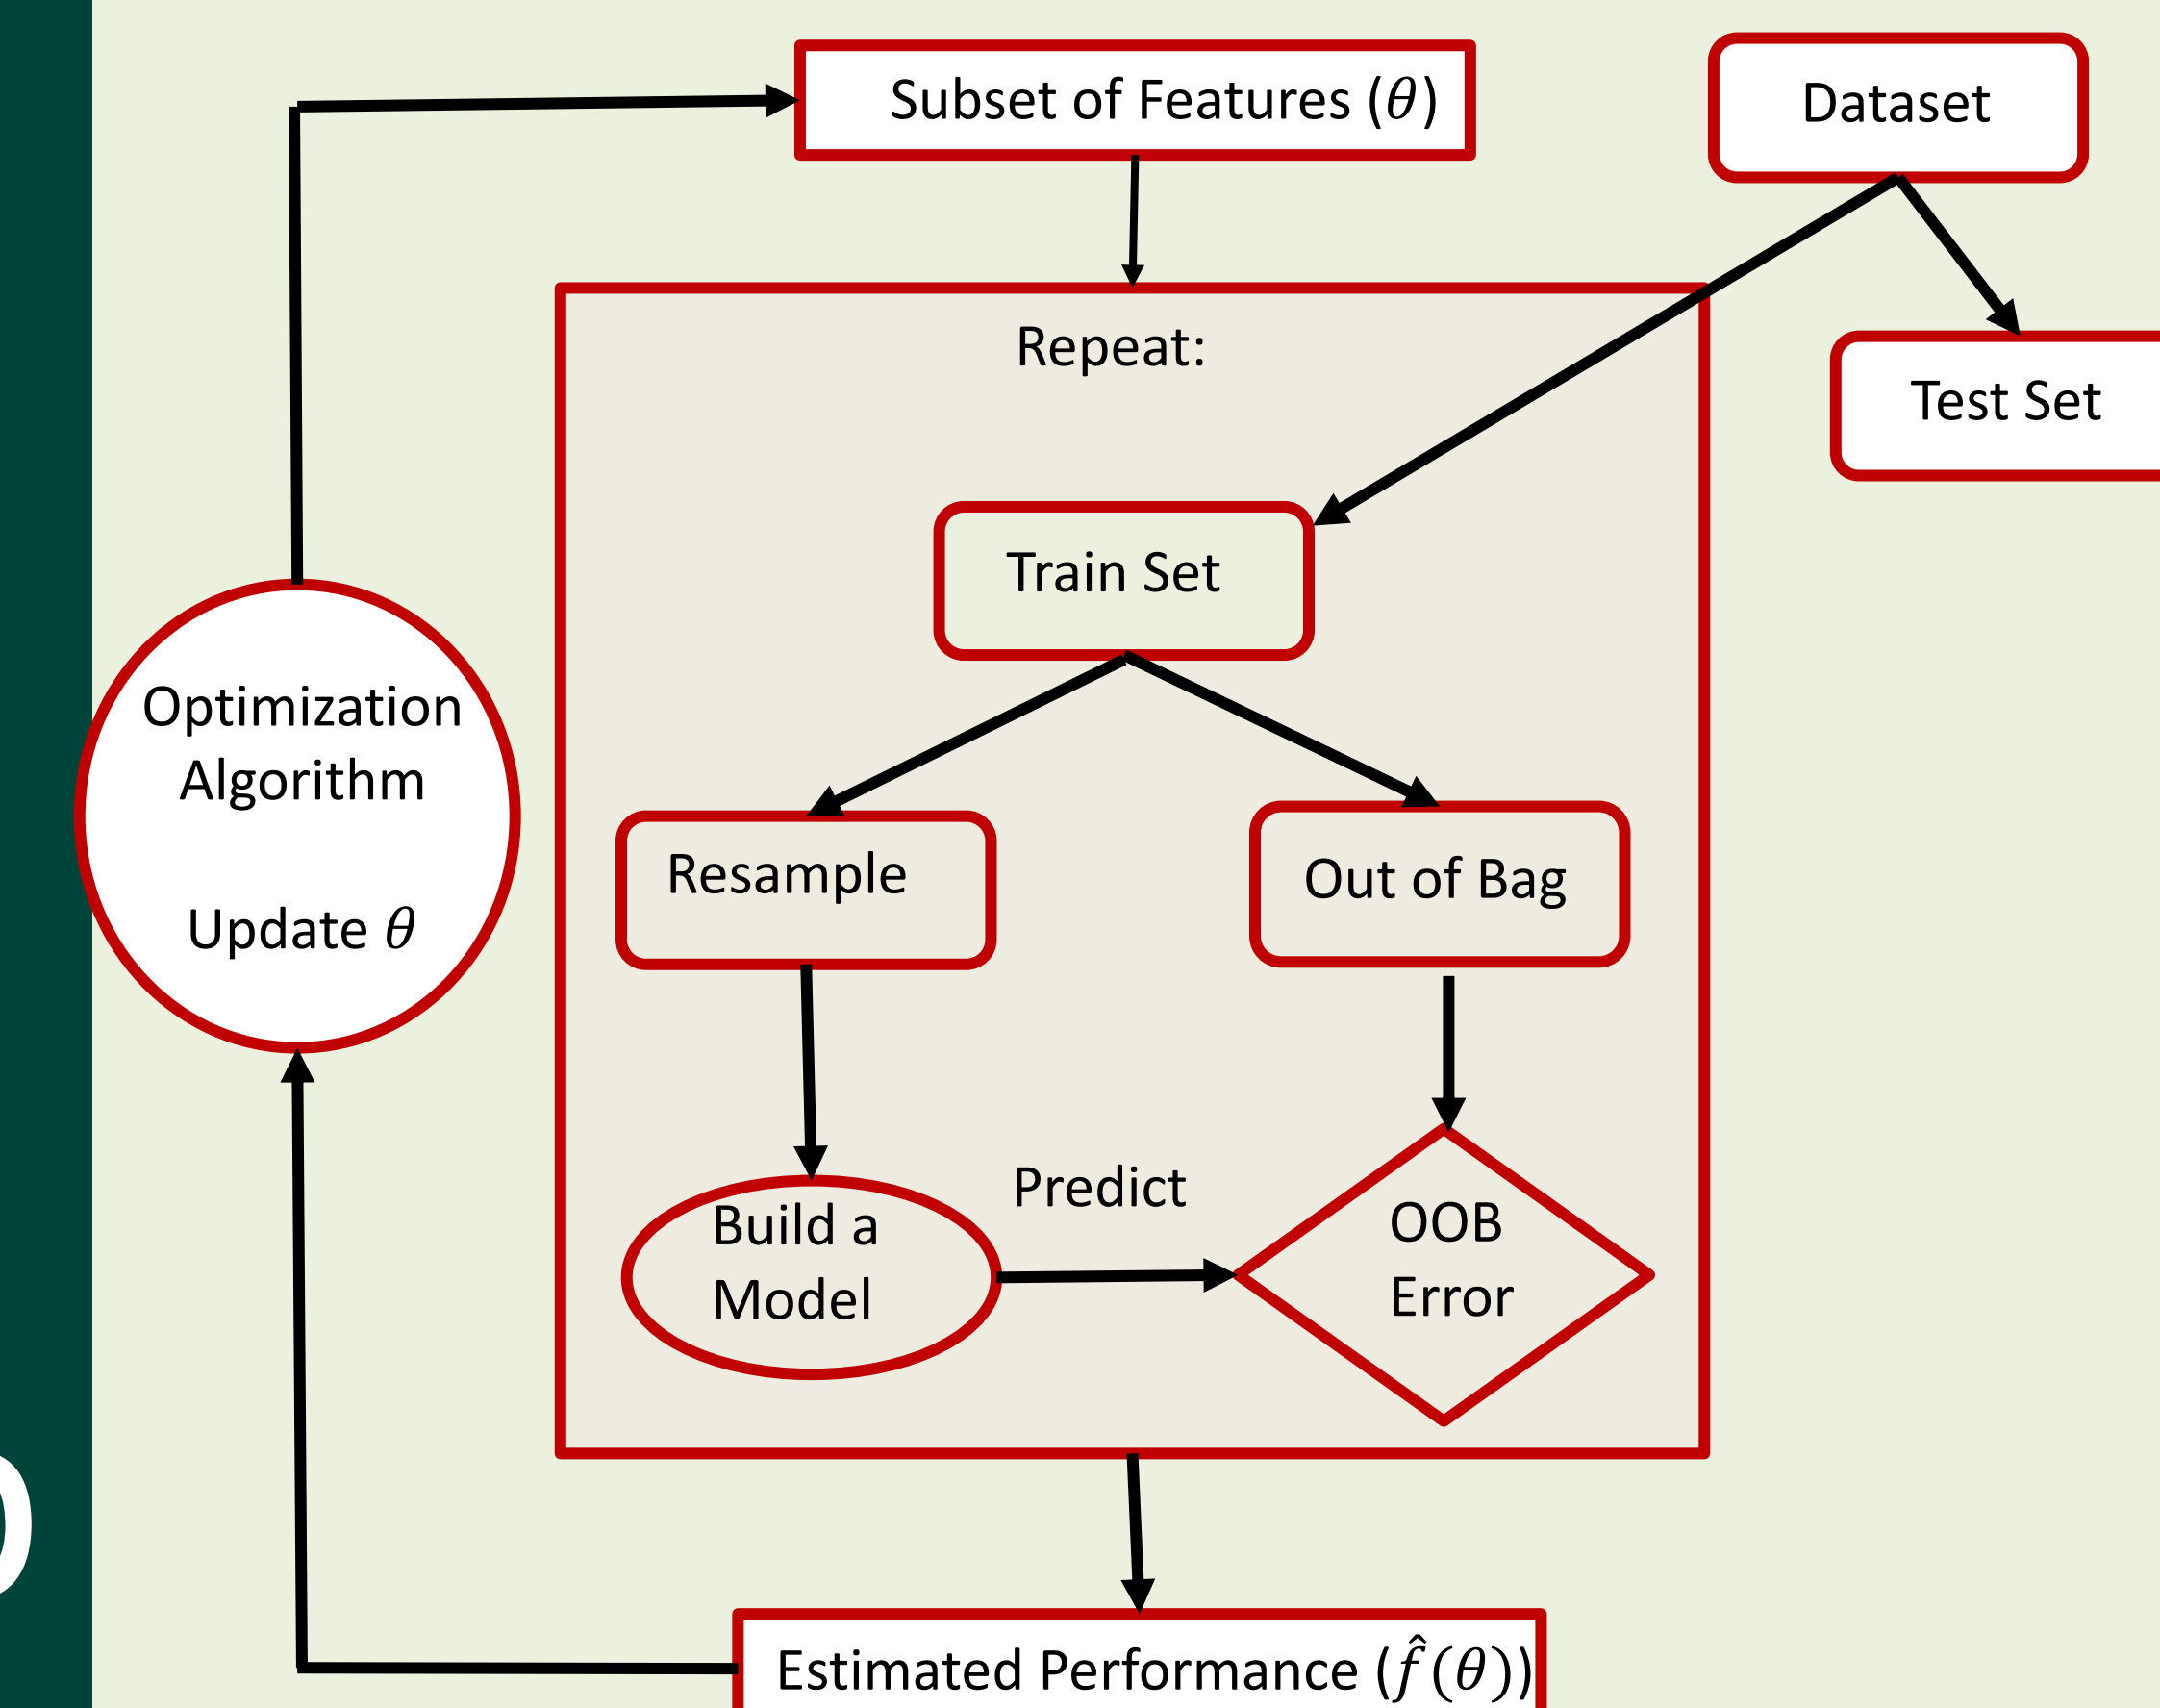 Subset of Features (θ)
Dataset
Repeat:
Test Set
Train Set
Optimization
Algorithm
Update θ
Resample
Out of Bag
Predict
Build a
Model
OOB
Error
Estimated Performance (f̂(θ))